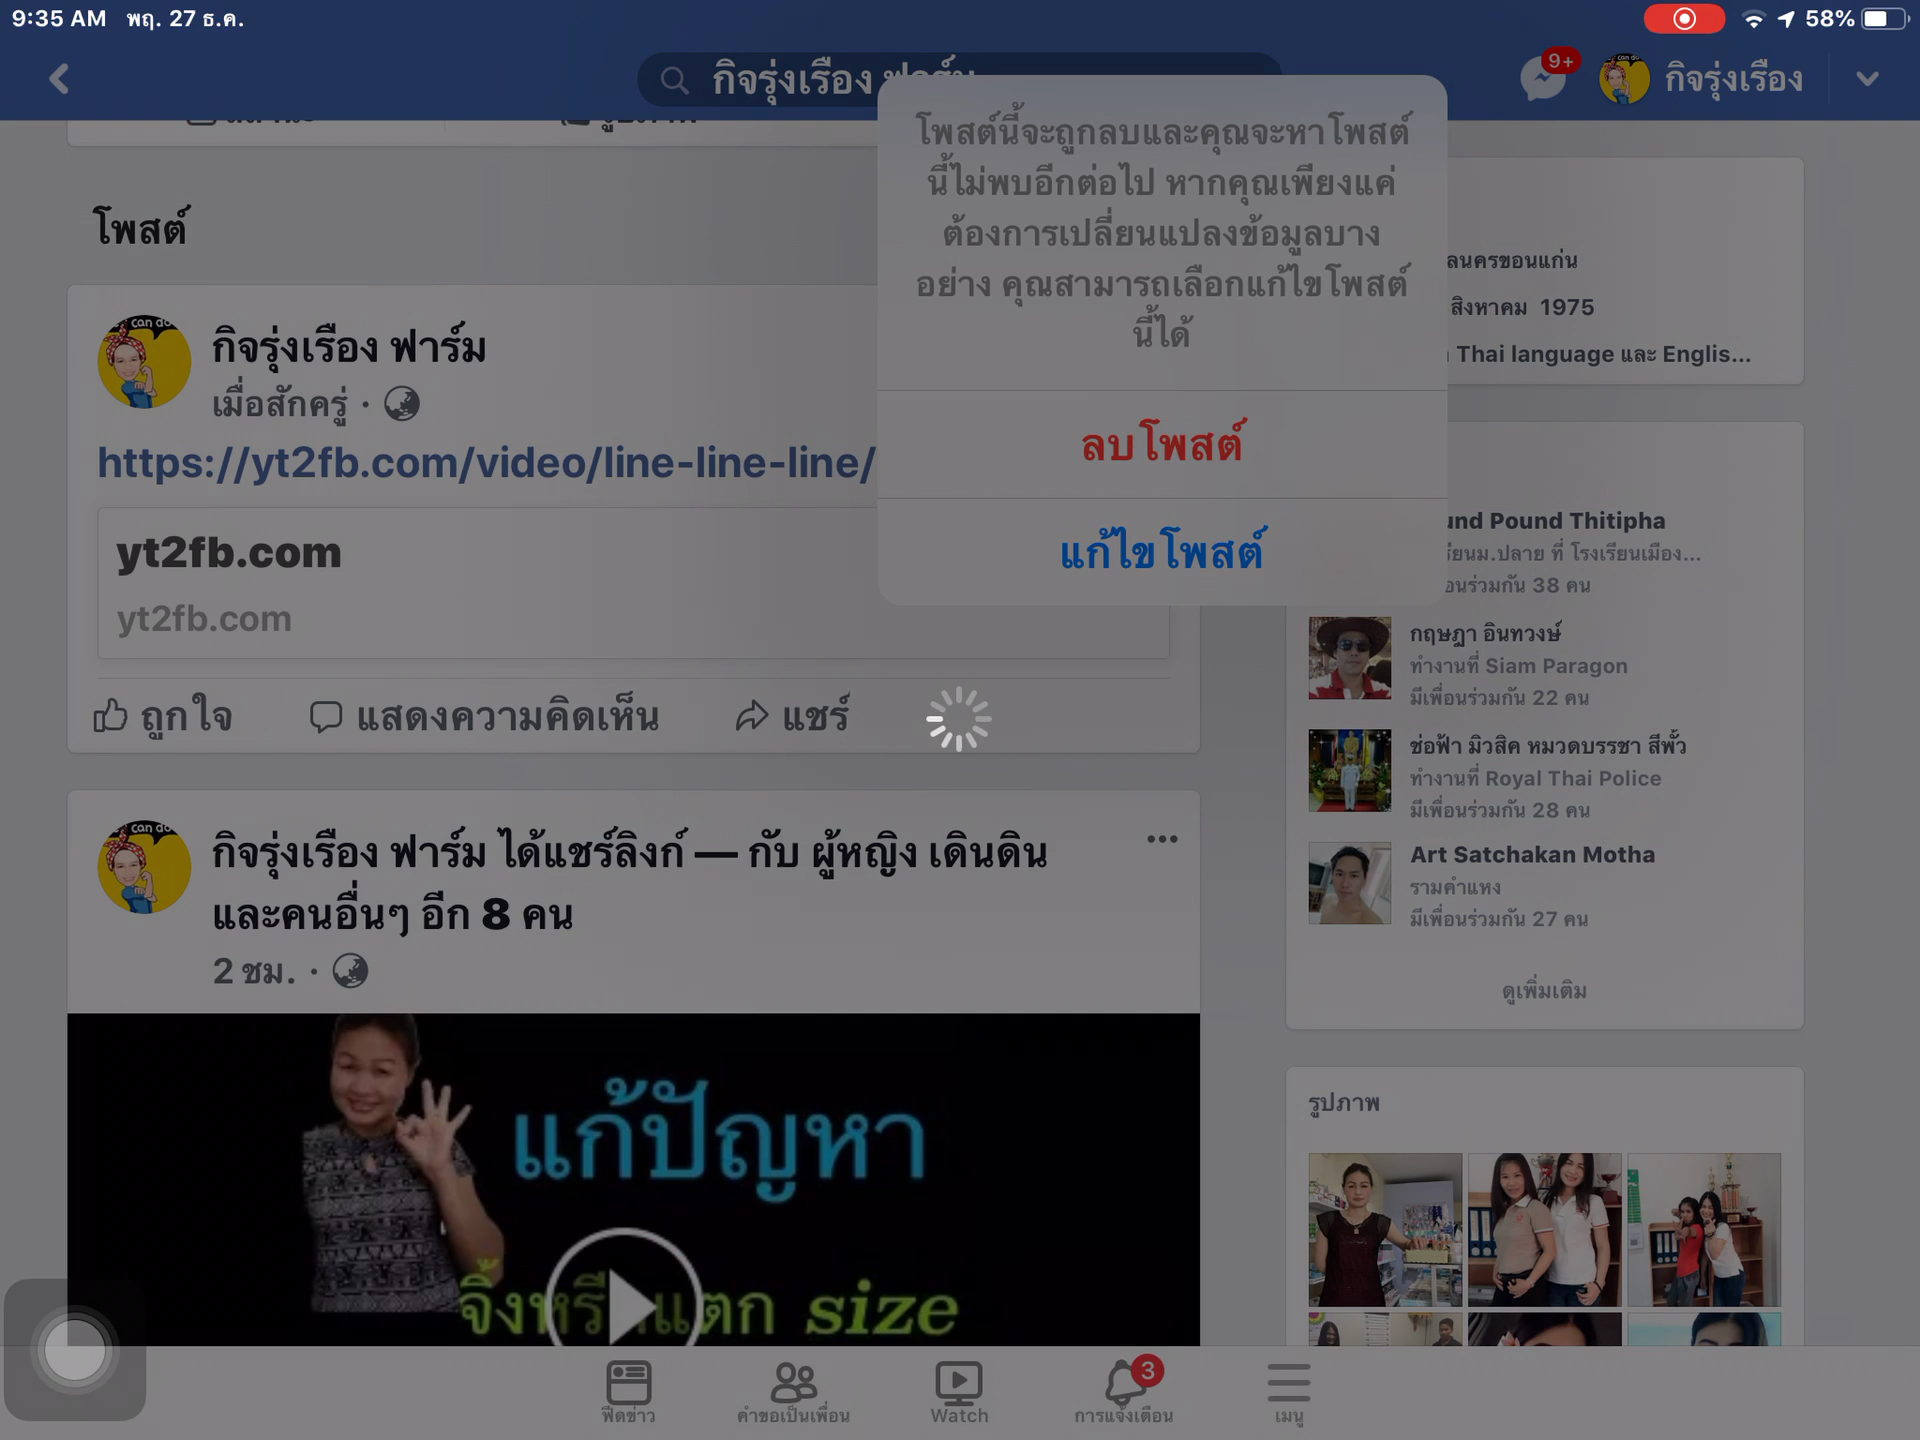 9:35 AM พฤ. 27 ธ.ค.
58%
กิจรุ่งเรือง ฟาร์ม
9+
กิจรุ่งเรือง
โพสต์นี้จะถูกลบและคุณจะหาโพสต์
นี้ไม่พบอีกต่อไป หากคุณเพียงแค่
ต้องการเปลี่ยนแปลงข้อมูลบาง
อย่าง คุณสามารถเลือกแก้ไขโพสต์
นี้ได้
ลบโพสต์
แก้ไขโพสต์
โพสต์
กิจรุ่งเรือง ฟาร์ม
เมื่อสักครู่ ·
https://yt2fb.com/video/line-line-line/
yt2fb.com
yt2fb.com
ถูกใจ
แสดงความคิดเห็น
แชร์
กิจรุ่งเรือง ฟาร์ม ได้แชร์ลิงก์ — กับ ผู้หญิง เดินดิน
และคนอื่นๆ อีก 8 คน
2 ชม. ·
แก้ปัญหา
แตก size
ลนครขอนแก่น
สิงหาคม 1975
Thai language และ Englis...
und Pound Thitipha
รียนม.ปลาย ที่ โรงเรียนเมือง...
อนร่วมกัน 38 คน
กฤษฎา อินทวงษ์
ทำงานที่ Siam Paragon
มีเพื่อนร่วมกัน 22 คน
ช่อฟ้า มิวสิค หมวดบรรชา สีพั้ว
ทำงานที่ Royal Thai Police
มีเพื่อนร่วมกัน 28 คน
Art Satchakan Motha
รามคำแหง
มีเพื่อนร่วมกัน 27 คน
ดูเพิ่มเติม
รูปภาพ
ฟีดข่าว
คำขอเป็นเพื่อน
Watch
3
การแจ้งเตือน
เมนู